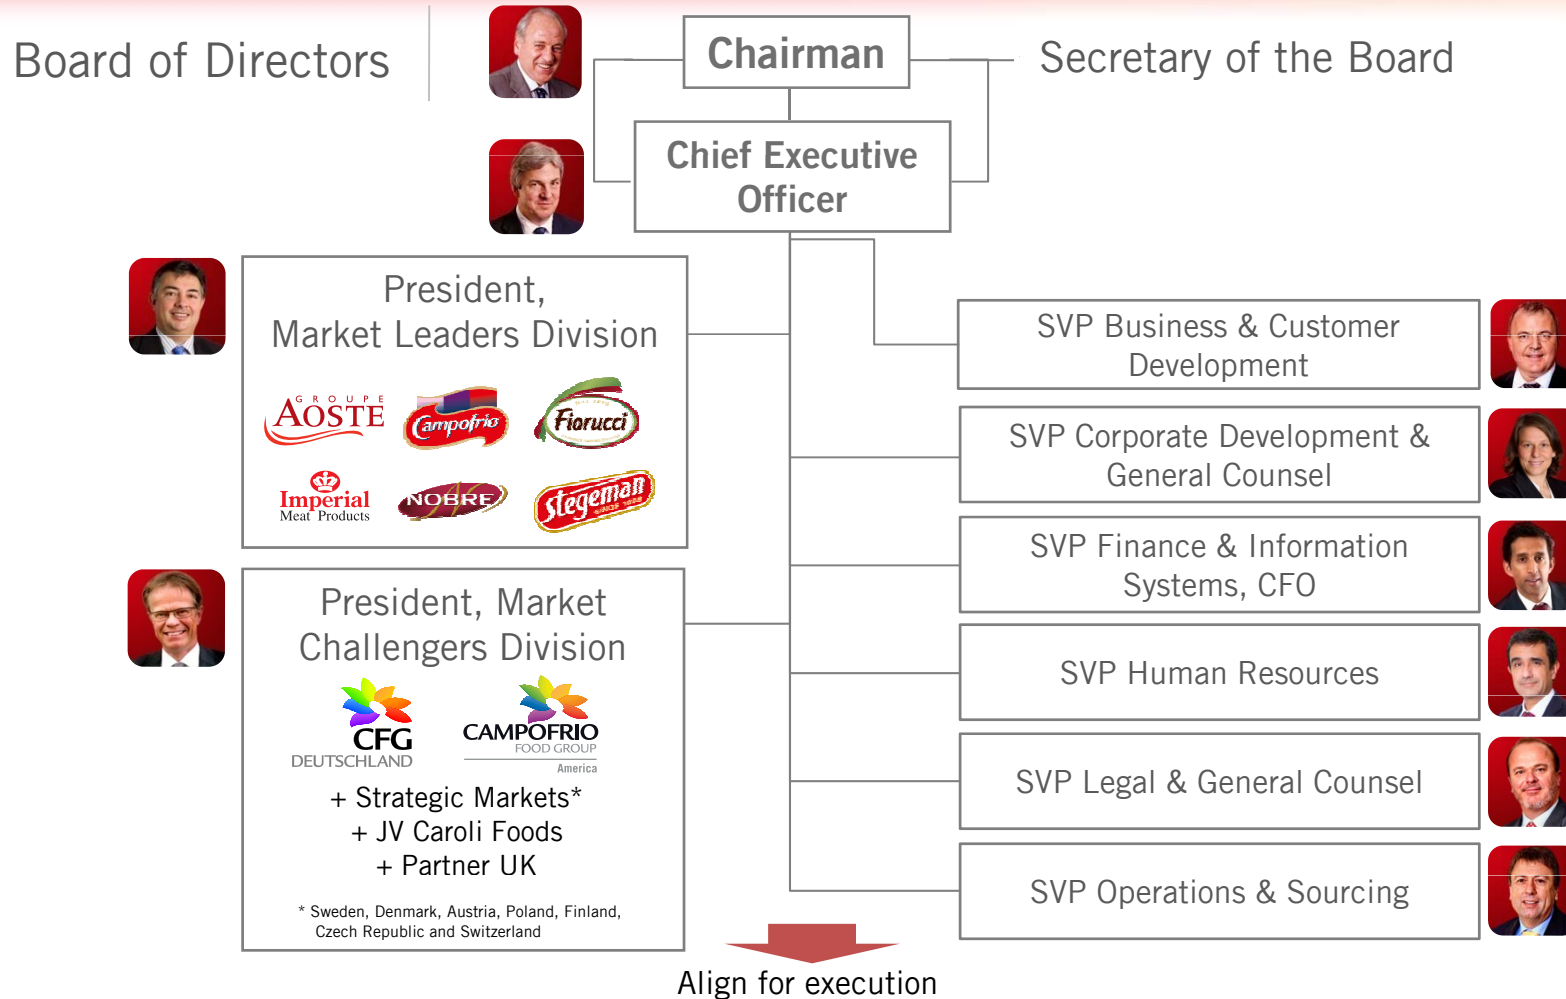 Board of Directors
Chairman
Secretary of the Board
Chief Executive
Officer
President,
Market Leaders Division
GROUPE
AOSTE
Campofrio
Fiorucci
Imperial
Meat Products
NOBRE
Stegeman
SINCE 1858
President, Market
Challengers Division
CFG
DEUTSCHLAND
CAMPOFRIO
FOOD GROUP
America
+ Strategic Markets*
+ JV Caroli Foods
+ Partner UK
* Sweden, Denmark, Austria, Poland, Finland,
Czech Republic and Switzerland
SVP Business & Customer
Development
SVP Corporate Development &
General Counsel
SVP Finance & Information
Systems, CFO
SVP Human Resources
SVP Legal & General Counsel
SVP Operations & Sourcing
Align for execution